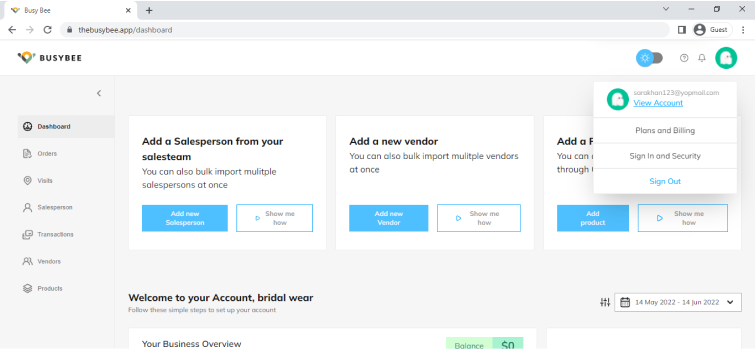 Busy Bee
thebusybee.app/dashboard
Guest
BUSYBEE
sarakhan123@yopmail.com
View Account
Plans and Billing
Sign In and Security
Sign Out
Dashboard
Orders
Visits
Salesperson
Transactions
Vendors
Products
Add a Salesperson from your
salesteam
You can also bulk import mulitple
salespersons at once
Add new
Salesperson
Show me
how
Add a new vendor
You can also bulk import mulitple vendors
at once
Add new
Vendor
Show me
how
Add a
You can
through
Add
product
Show me
how
Welcome to your Account, bridal wear
Follow these simple steps to set up your account
14 May 2022 - 14 Jun 2022
Your Business Overview
Balance $0